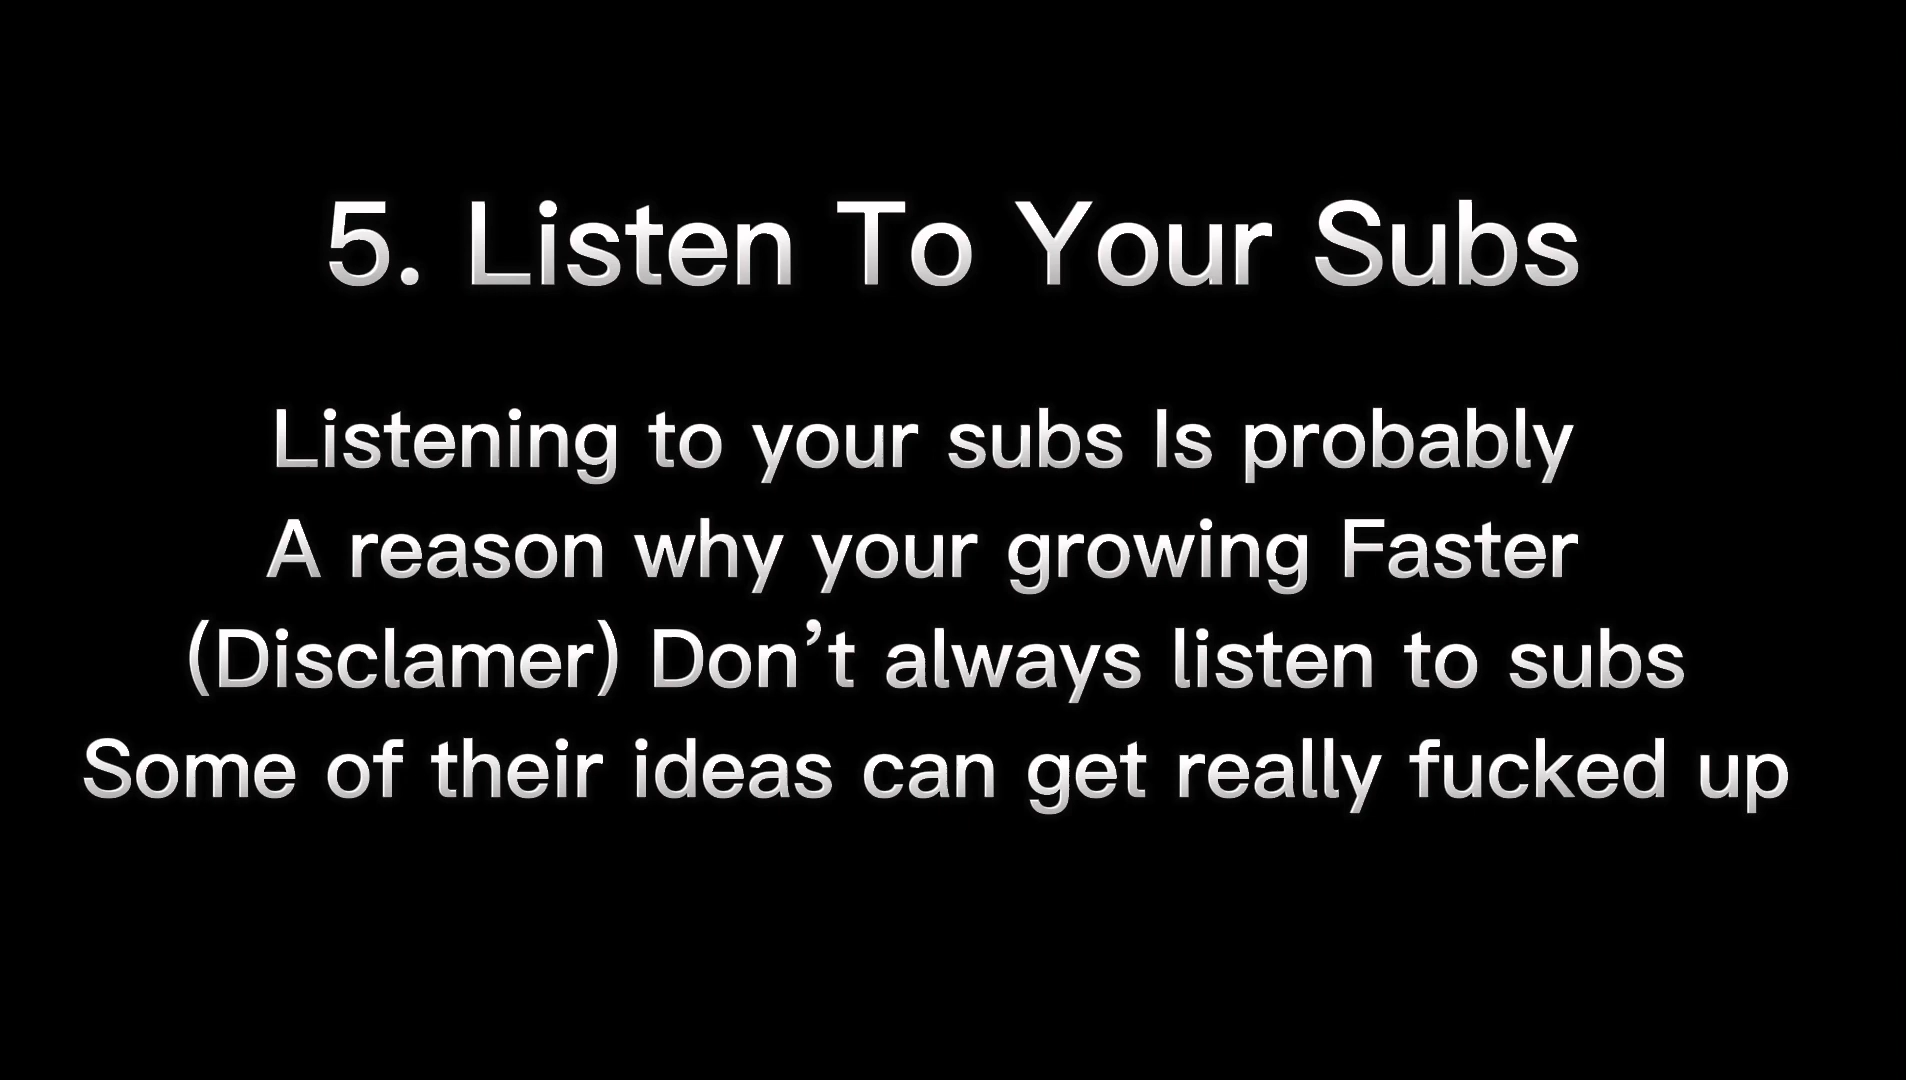 5. Listen To Your Subs
Listening to your subs Is probably
A reason why your growing Faster
(Disclamer) Don’t always listen to subs
Some of their ideas can get really fucked up